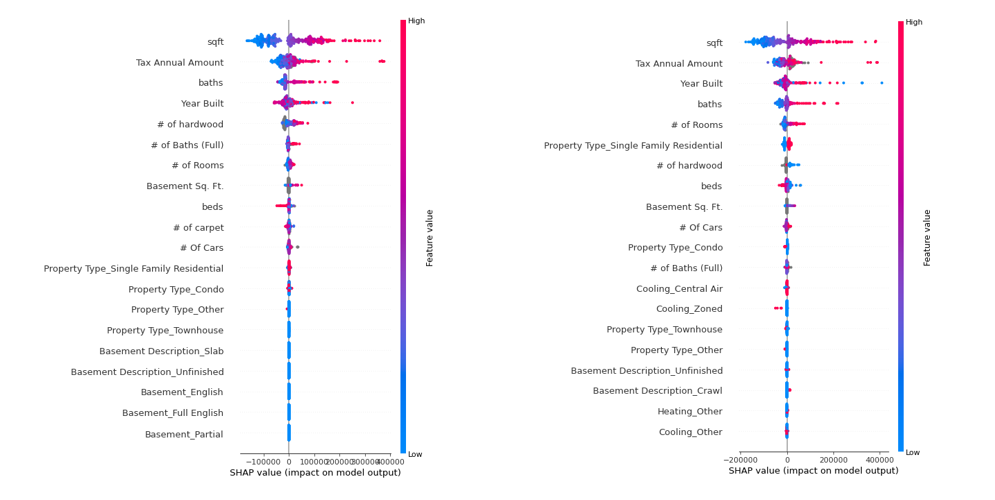 High
sqft
Tax Annual Amount
baths
Year Built
# of hardwood
# of Baths (Full)
# of Rooms
Basement Sq. Ft.
beds
# of carpet
# Of Cars
Property Type_Single Family Residential
Property Type_Condo
Property Type_Other
Property Type_Townhouse
Basement Description_Slab
Basement Description_Unfinished
Basement_English
Basement_Full English
Basement_Partial
Feature value
Low
−100000 0 100000 200000 300000 400000
SHAP value (impact on model output)
High
sqft
Tax Annual Amount
Year Built
baths
# of Rooms
Property Type_Single Family Residential
# of hardwood
beds
Basement Sq. Ft.
# Of Cars
Property Type_Condo
# of Baths (Full)
Cooling_Central Air
Cooling_Zoned
Property Type_Townhouse
Property Type_Other
Basement Description_Unfinished
Basement Description_Crawl
Heating_Other
Cooling_Other
Feature value
Low
−200000 0 200000 400000
SHAP value (impact on model output)